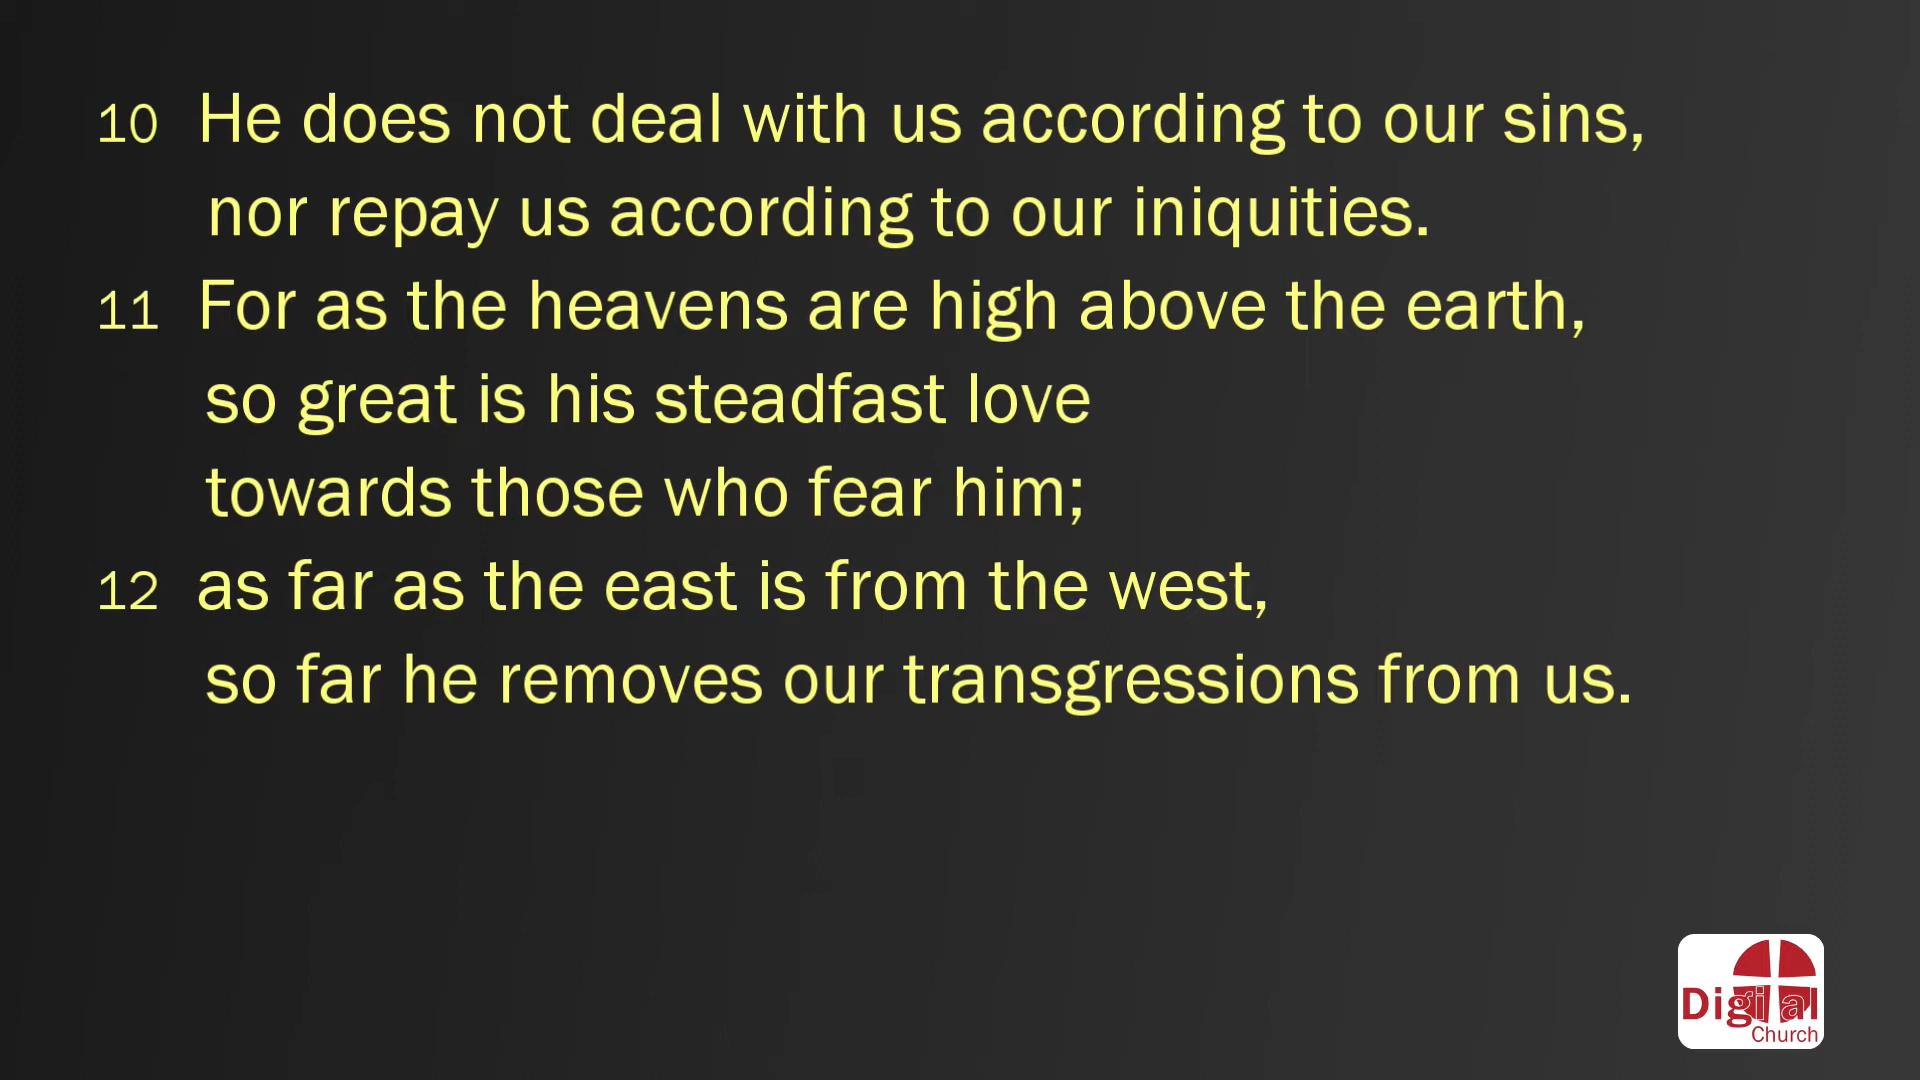 10 He does not deal with us according to our sins,
nor repay us according to our iniquities.
11 For as the heavens are high above the earth,
so great is his steadfast love
towards those who fear him;
12 as far as the east is from the west,
so far he removes our transgressions from us.
Digital
Church